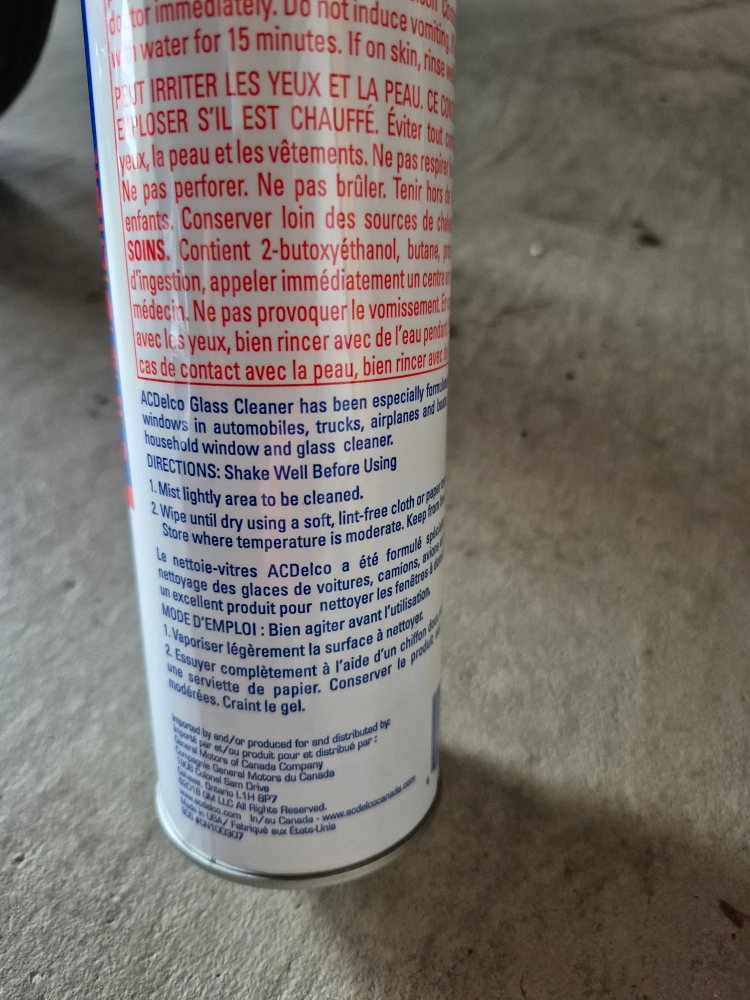 doctor immediately. Do not induce vomiting.
with water for 15 minutes. If on skin, rinse
PEUT IRRITER LES YEUX ET LA PEAU. CE
EXPLOSER S'IL EST CHAUFFÉ. Éviter tout
yeux, la peau et les vêtements. Ne pas respirer
Ne pas perforer. Ne pas brûler. Tenir hors de
enfants. Conserver loin des sources de
SOINS. Contient 2-butoxyéthanol, butane,
d'ingestion, appeler immédiatement un centre
médecin. Ne pas provoquer le vomissement. En
avec les yeux, bien rincer avec de l'eau
cas de contact avec la peau, bien rincer avec
ACDelco Glass Cleaner has been especially
windows in automobiles, trucks, airplanes and
household window and glass cleaner.
DIRECTIONS: Shake Well Before Using
1. Mist lightly area to be cleaned.
2. Wipe until dry using a soft, lint-free cloth or paper
Store where temperature is moderate. Keep from
Le nettoie-vitres ACDelco a été formulé
nettoyage des glaces de voitures, camions, avions
un excellent produit pour nettoyer les fenêtres à
MODE D'EMPLOI : Bien agiter avant l'utilisation.
1. Vaporiser légèrement la surface à nettoyer.
2. Essuyer complètement à l'aide d'un chiffon
une serviette de papier. Conserver le produit
modérées. Craint le gel.
Imported by and/or produced for and distributed by:
Importé par et/ou produit pour et distribué par :
General Motors of Canada Company
Compagnie General Motors du Canada
1908 Colonel Sam Drive
Oshawa, Ontario L1H 8P7
©2018 GM LLC All Rights Reserved.
www.acdelco.com In/au Canada - www.acdelcocanada.com
Made in USA/ Fabriqué aux États-Unis
#GN100307